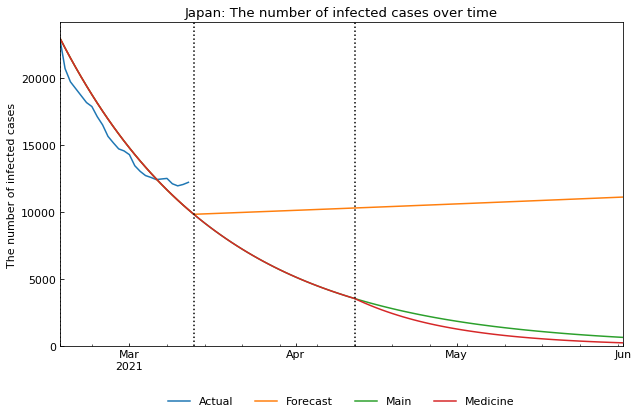 Japan: The number of infected cases over time
The number of infected cases
20000
15000
10000
5000
0
Mar
2021
Apr
May
Jun
Actual
Forecast
Main
Medicine